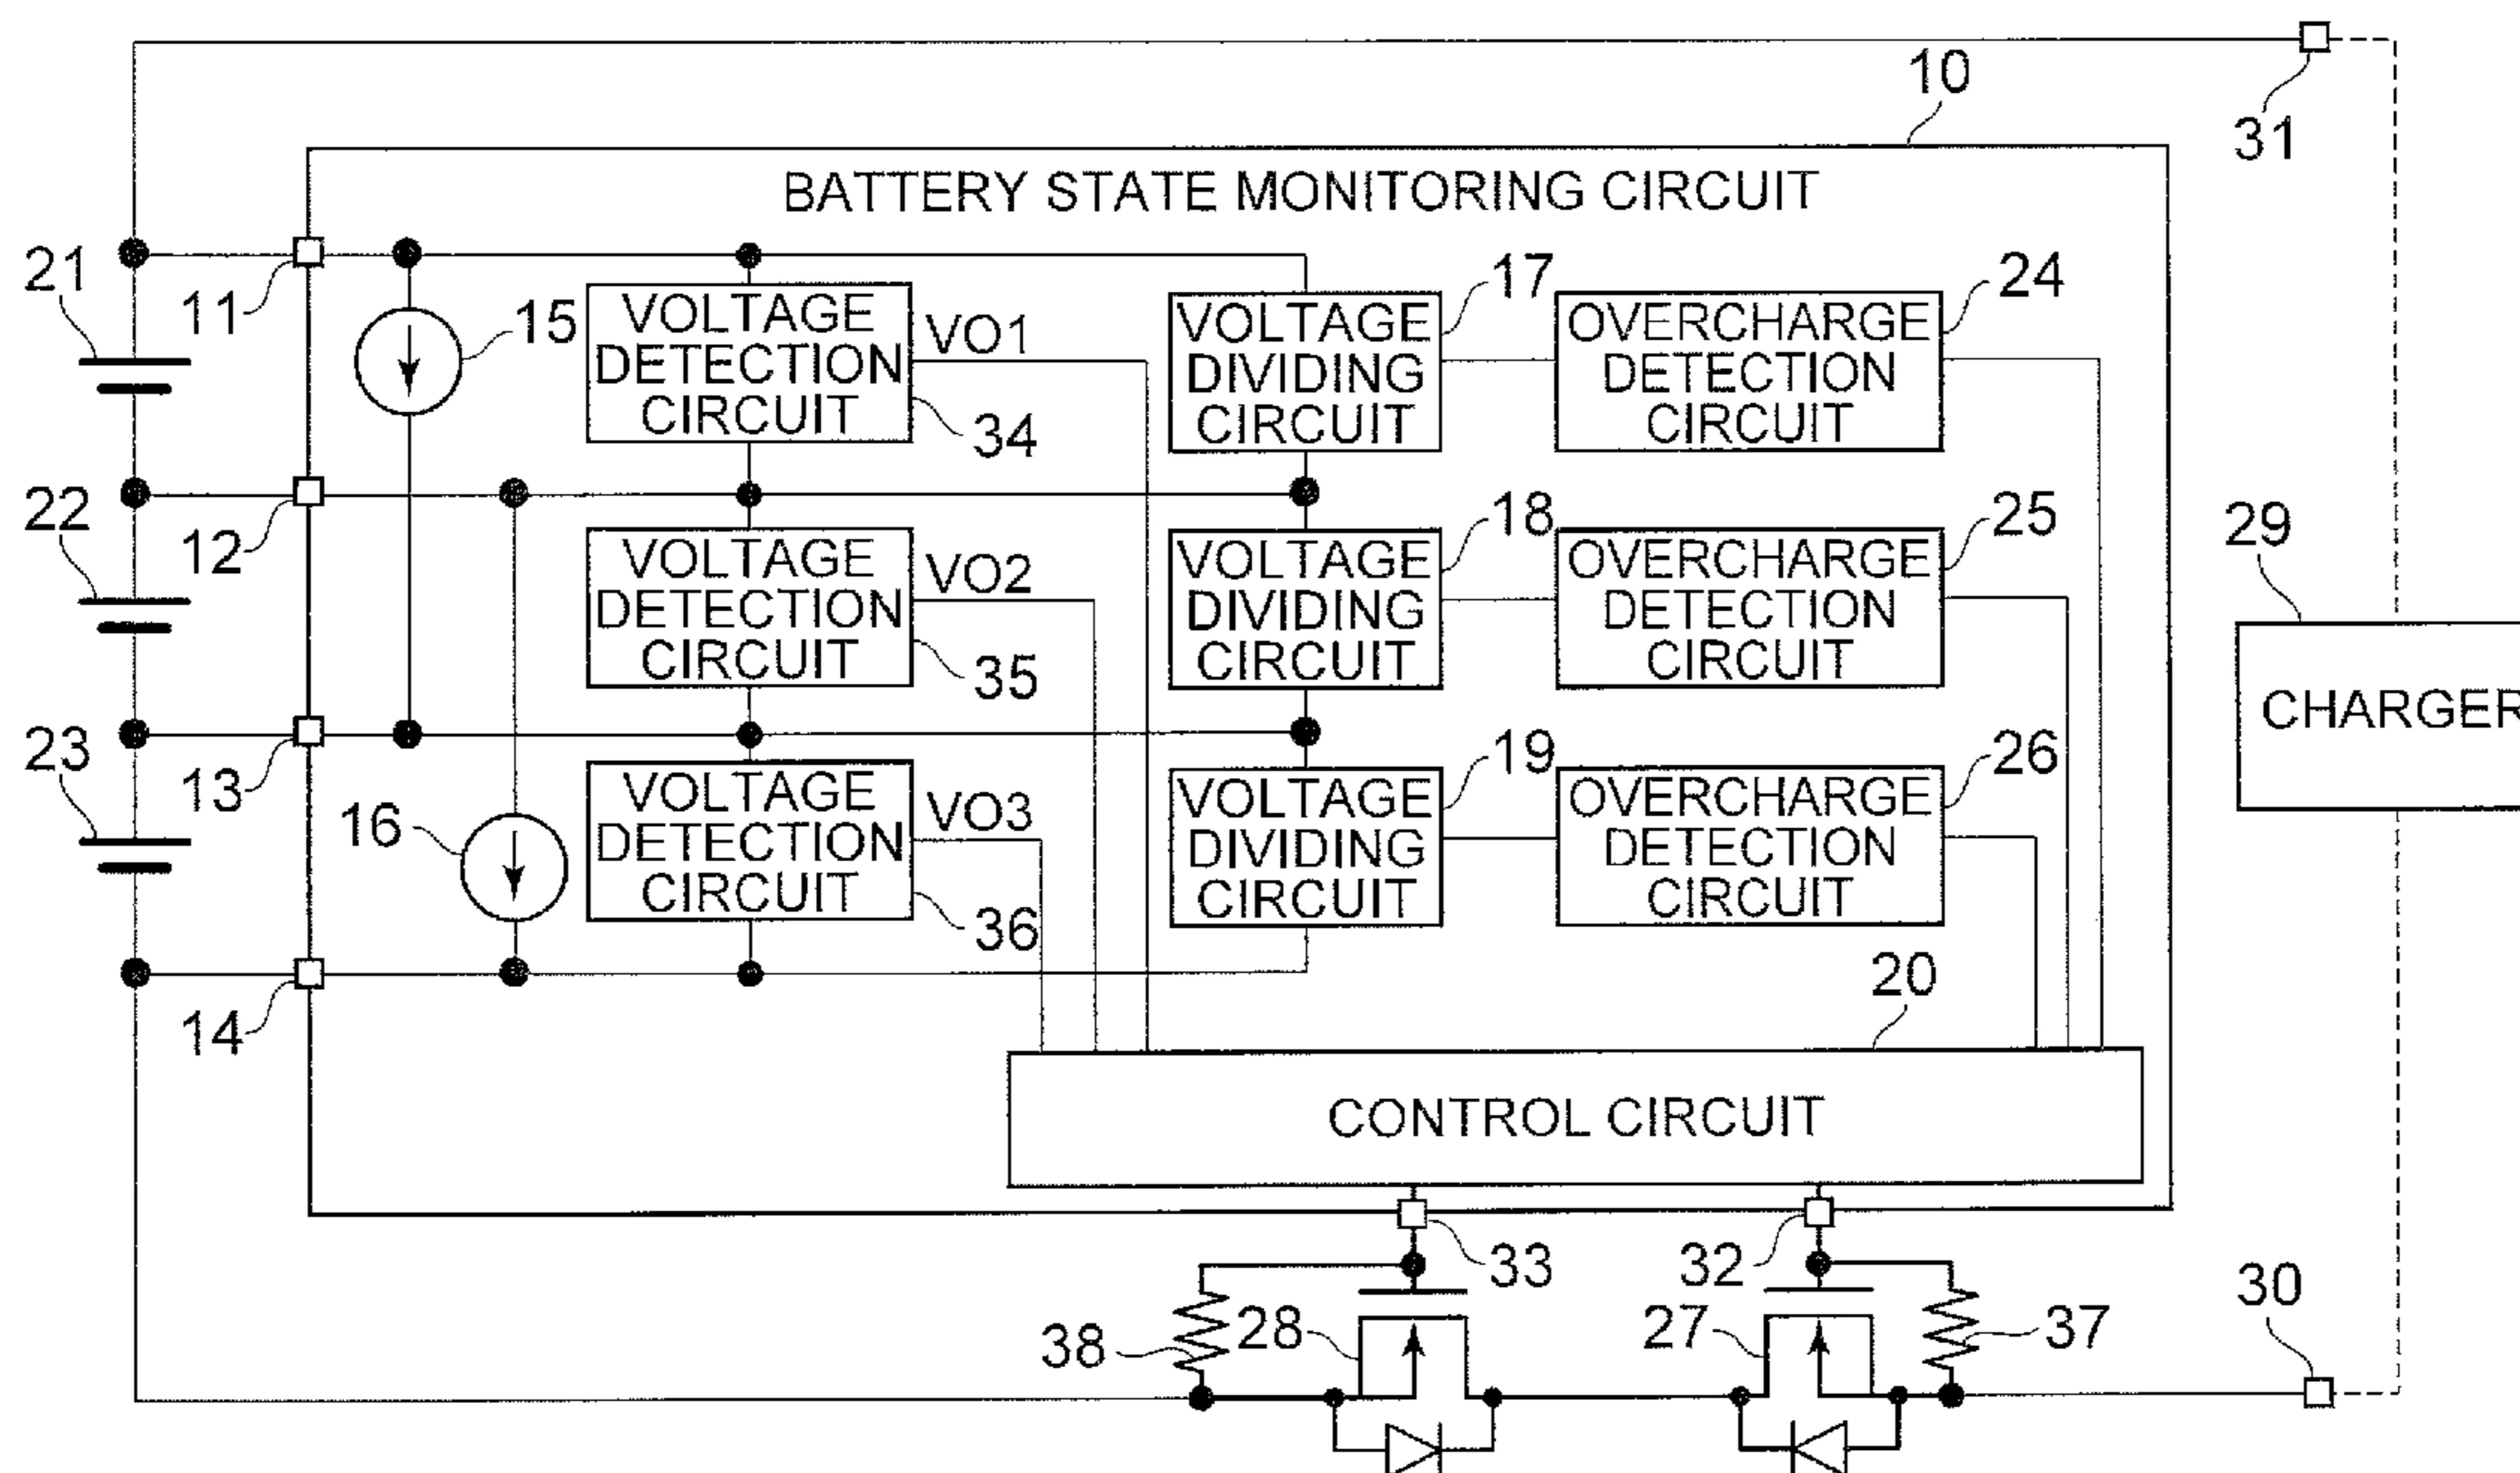 10
31
BATTERY STATE MONITORING CIRCUIT
21
11
15
VOLTAGE
DETECTION
CIRCUIT
VO1
34
17
VOLTAGE
DIVIDING
CIRCUIT
24
OVERCHARGE
DETECTION
CIRCUIT
22
12
VOLTAGE
DETECTION
CIRCUIT
VO2
35
18
VOLTAGE
DIVIDING
CIRCUIT
25
OVERCHARGE
DETECTION
CIRCUIT
29
CHARGER
23
13
16
VOLTAGE
DETECTION
CIRCUIT
VO3
36
19
VOLTAGE
DIVIDING
CIRCUIT
26
OVERCHARGE
DETECTION
CIRCUIT
14
20
CONTROL CIRCUIT
33
32
30
38
28
27
37